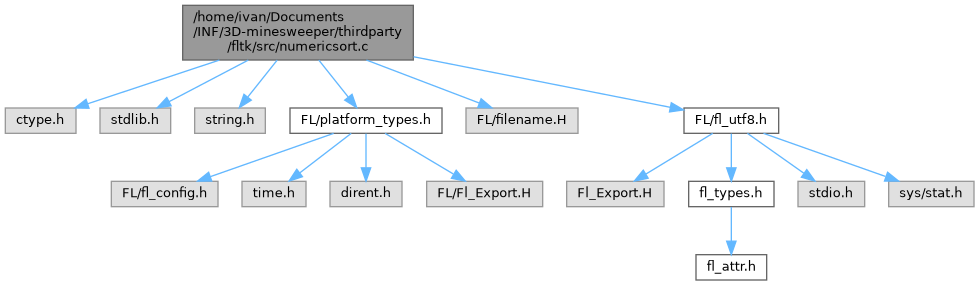 /home/ivan/Documents
/INF/3D-minesweeper/thirdparty
/fltk/src/numericsort.c
ctype.h
stdlib.h
string.h
FL/platform_types.h
FL/filename.H
FL/fl_utf8.h
FL/fl_config.h
time.h
dirent.h
FL/Fl_Export.H
Fl_Export.H
fl_types.h
stdio.h
sys/stat.h
fl_attr.h